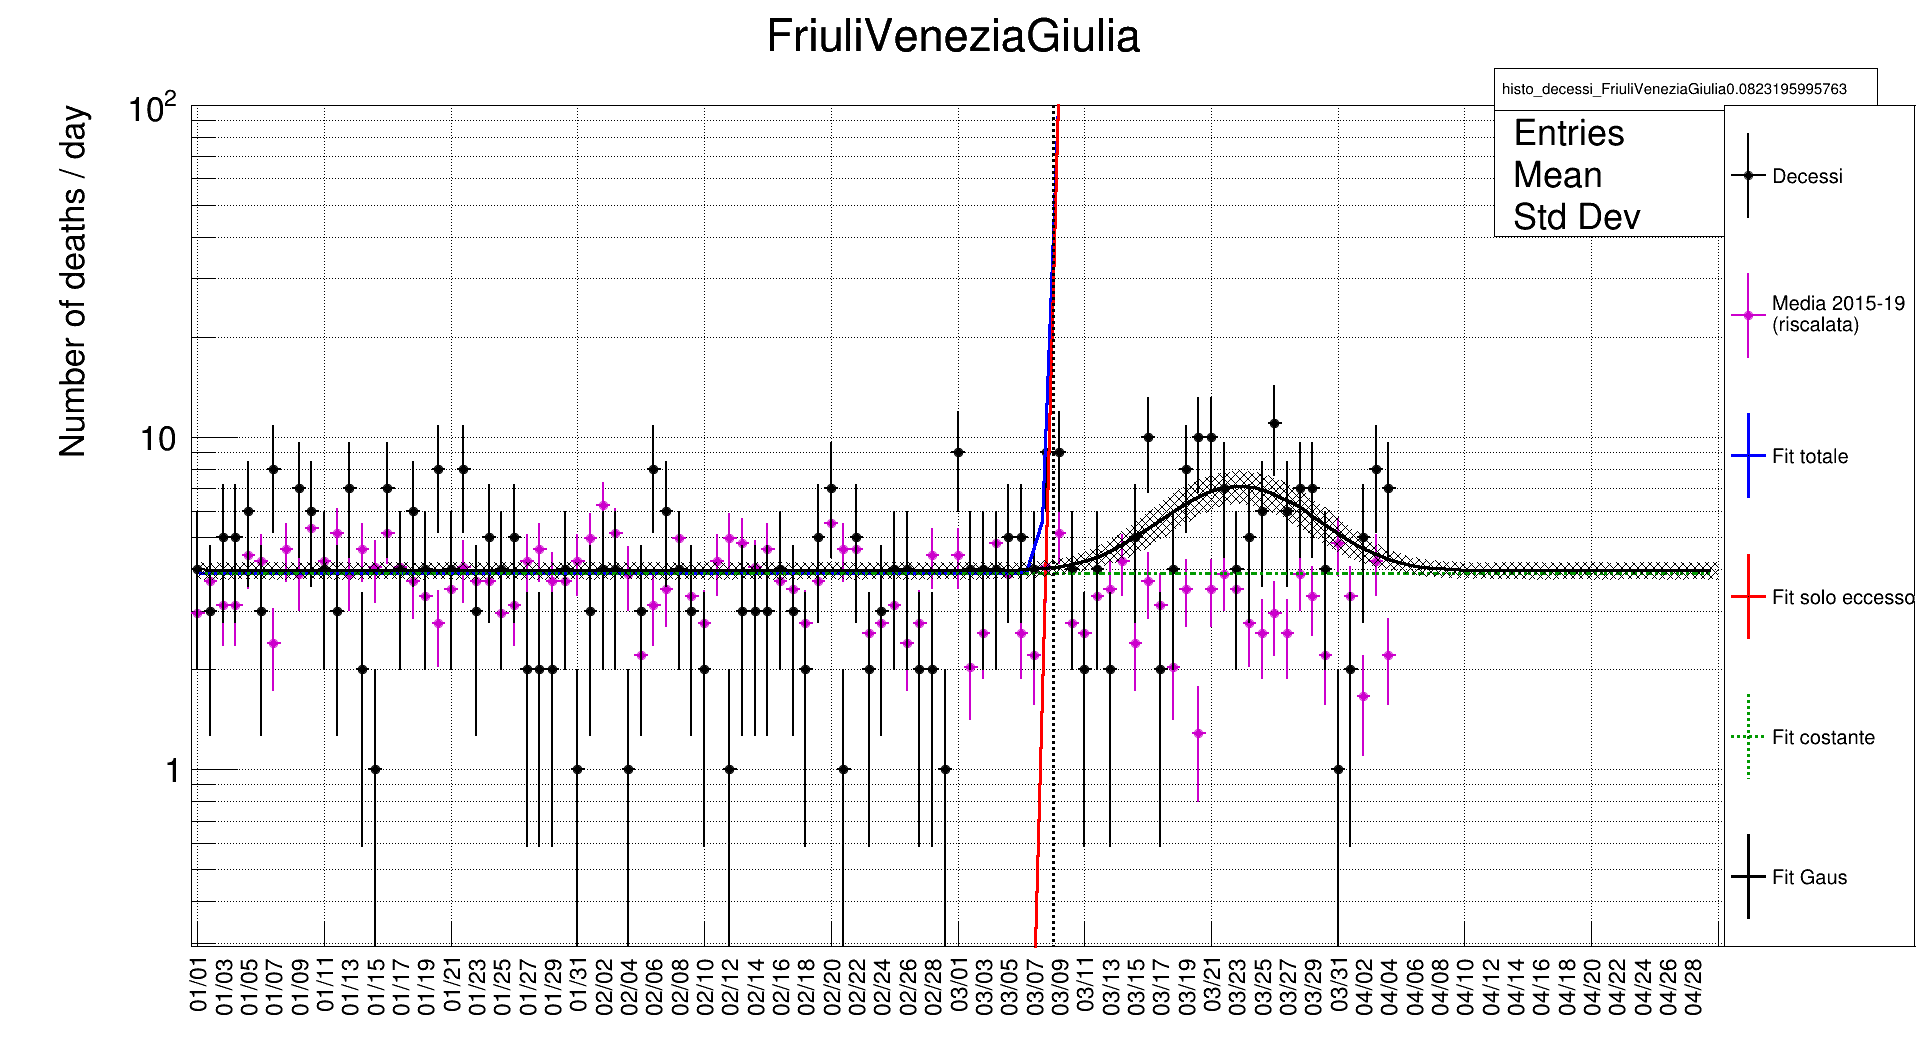 FriuliVeneziaGiulia
histo_decessi_FriuliVeneziaGiulia0.0823195995763
Entries
Mean
Std Dev
Number of deaths / day
10²
10
1
Decessi
Media 2015-19
(riscalata)
Fit totale
Fit solo eccesso
Fit costante
Fit Gaus
01/01 01/03 01/05 01/07 01/09 01/11 01/13 01/15 01/17 01/19 01/21 01/23 01/25 01/27 01/29 01/31 02/02 02/04 02/06 02/08 02/10 02/12 02/14 02/16 02/18 02/20 02/22 02/24 02/26 02/28 03/01 03/03 03/05 03/07 03/09 03/11 03/13 03/15 03/17 03/19 03/21 03/23 03/25 03/27 03/29 03/31 04/02 04/04 04/06 04/08 04/10 04/12 04/14 04/16 04/18 04/20 04/22 04/24 04/26 04/28